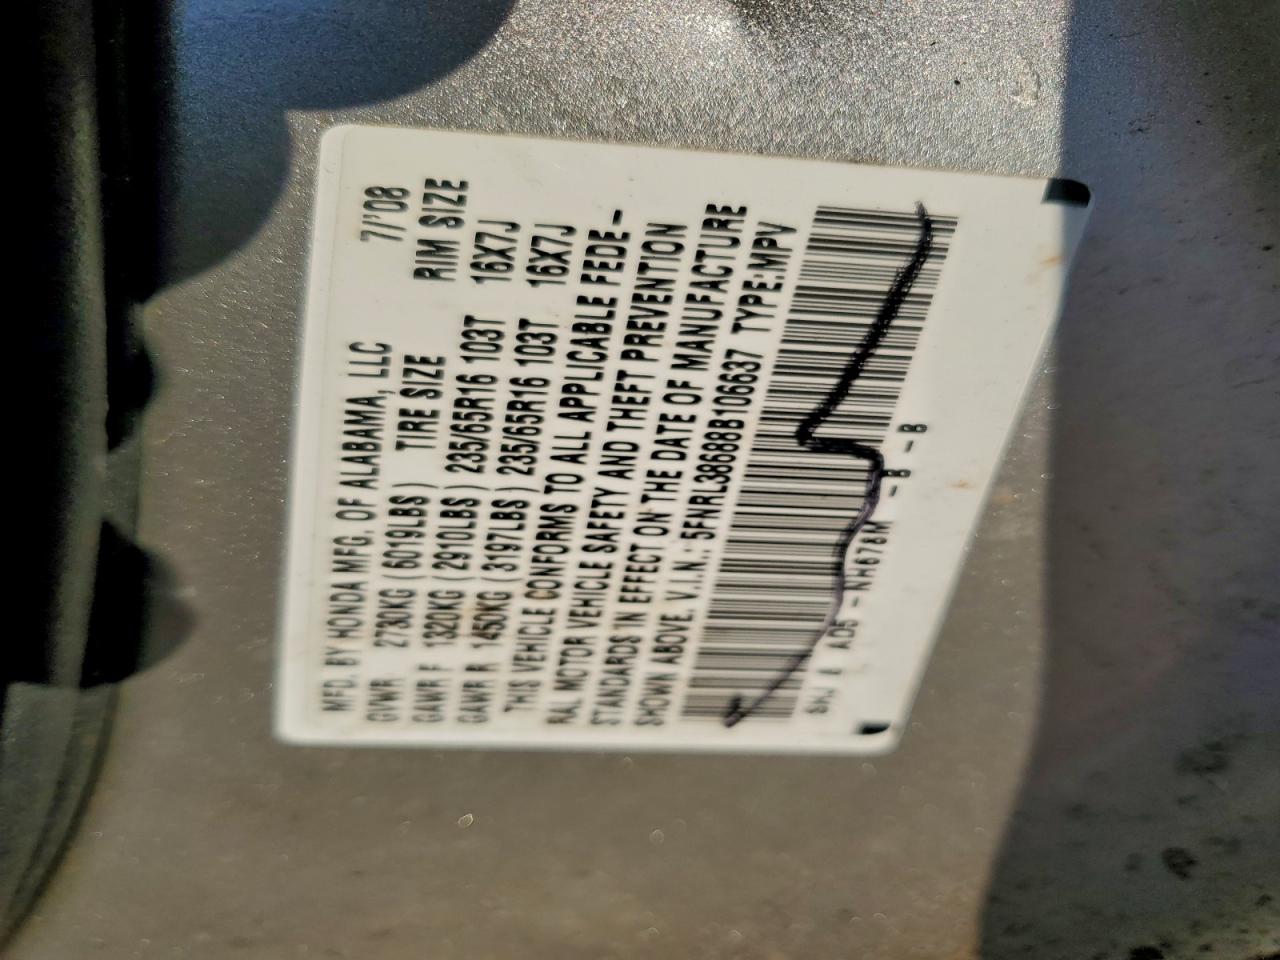 MFD. BY HONDA MFG. OF ALABAMA, LLC 7/'08
GVWR 2730KG (6019LBS) TIRE SIZE RIM SIZE
GAWR F 1320KG (2910LBS) 235/65R16 103T 16X7J
GAWR R 1450KG (3197LBS) 235/65R16 103T 16X7J
THIS VEHICLE CONFORMS TO ALL APPLICABLE FEDE-
RAL MOTOR VEHICLE SAFETY AND THEFT PREVENTION
STANDARDS IN EFFECT ON THE DATE OF MANUFACTURE
SHOWN ABOVE. V.I.N.: 5FNRL38688B106637 TYPE:MPV
AD5 -NH678M -B -B